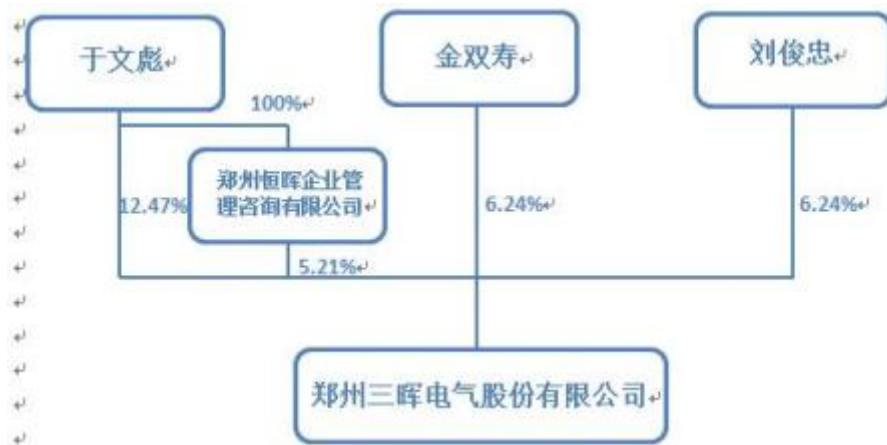 于文彪
金双寿
刘俊忠
100%
郑州恒晖企业管
理咨询有限公司
12.47%
6.24%
6.24%
5.21%
郑州三晖电气股份有限公司